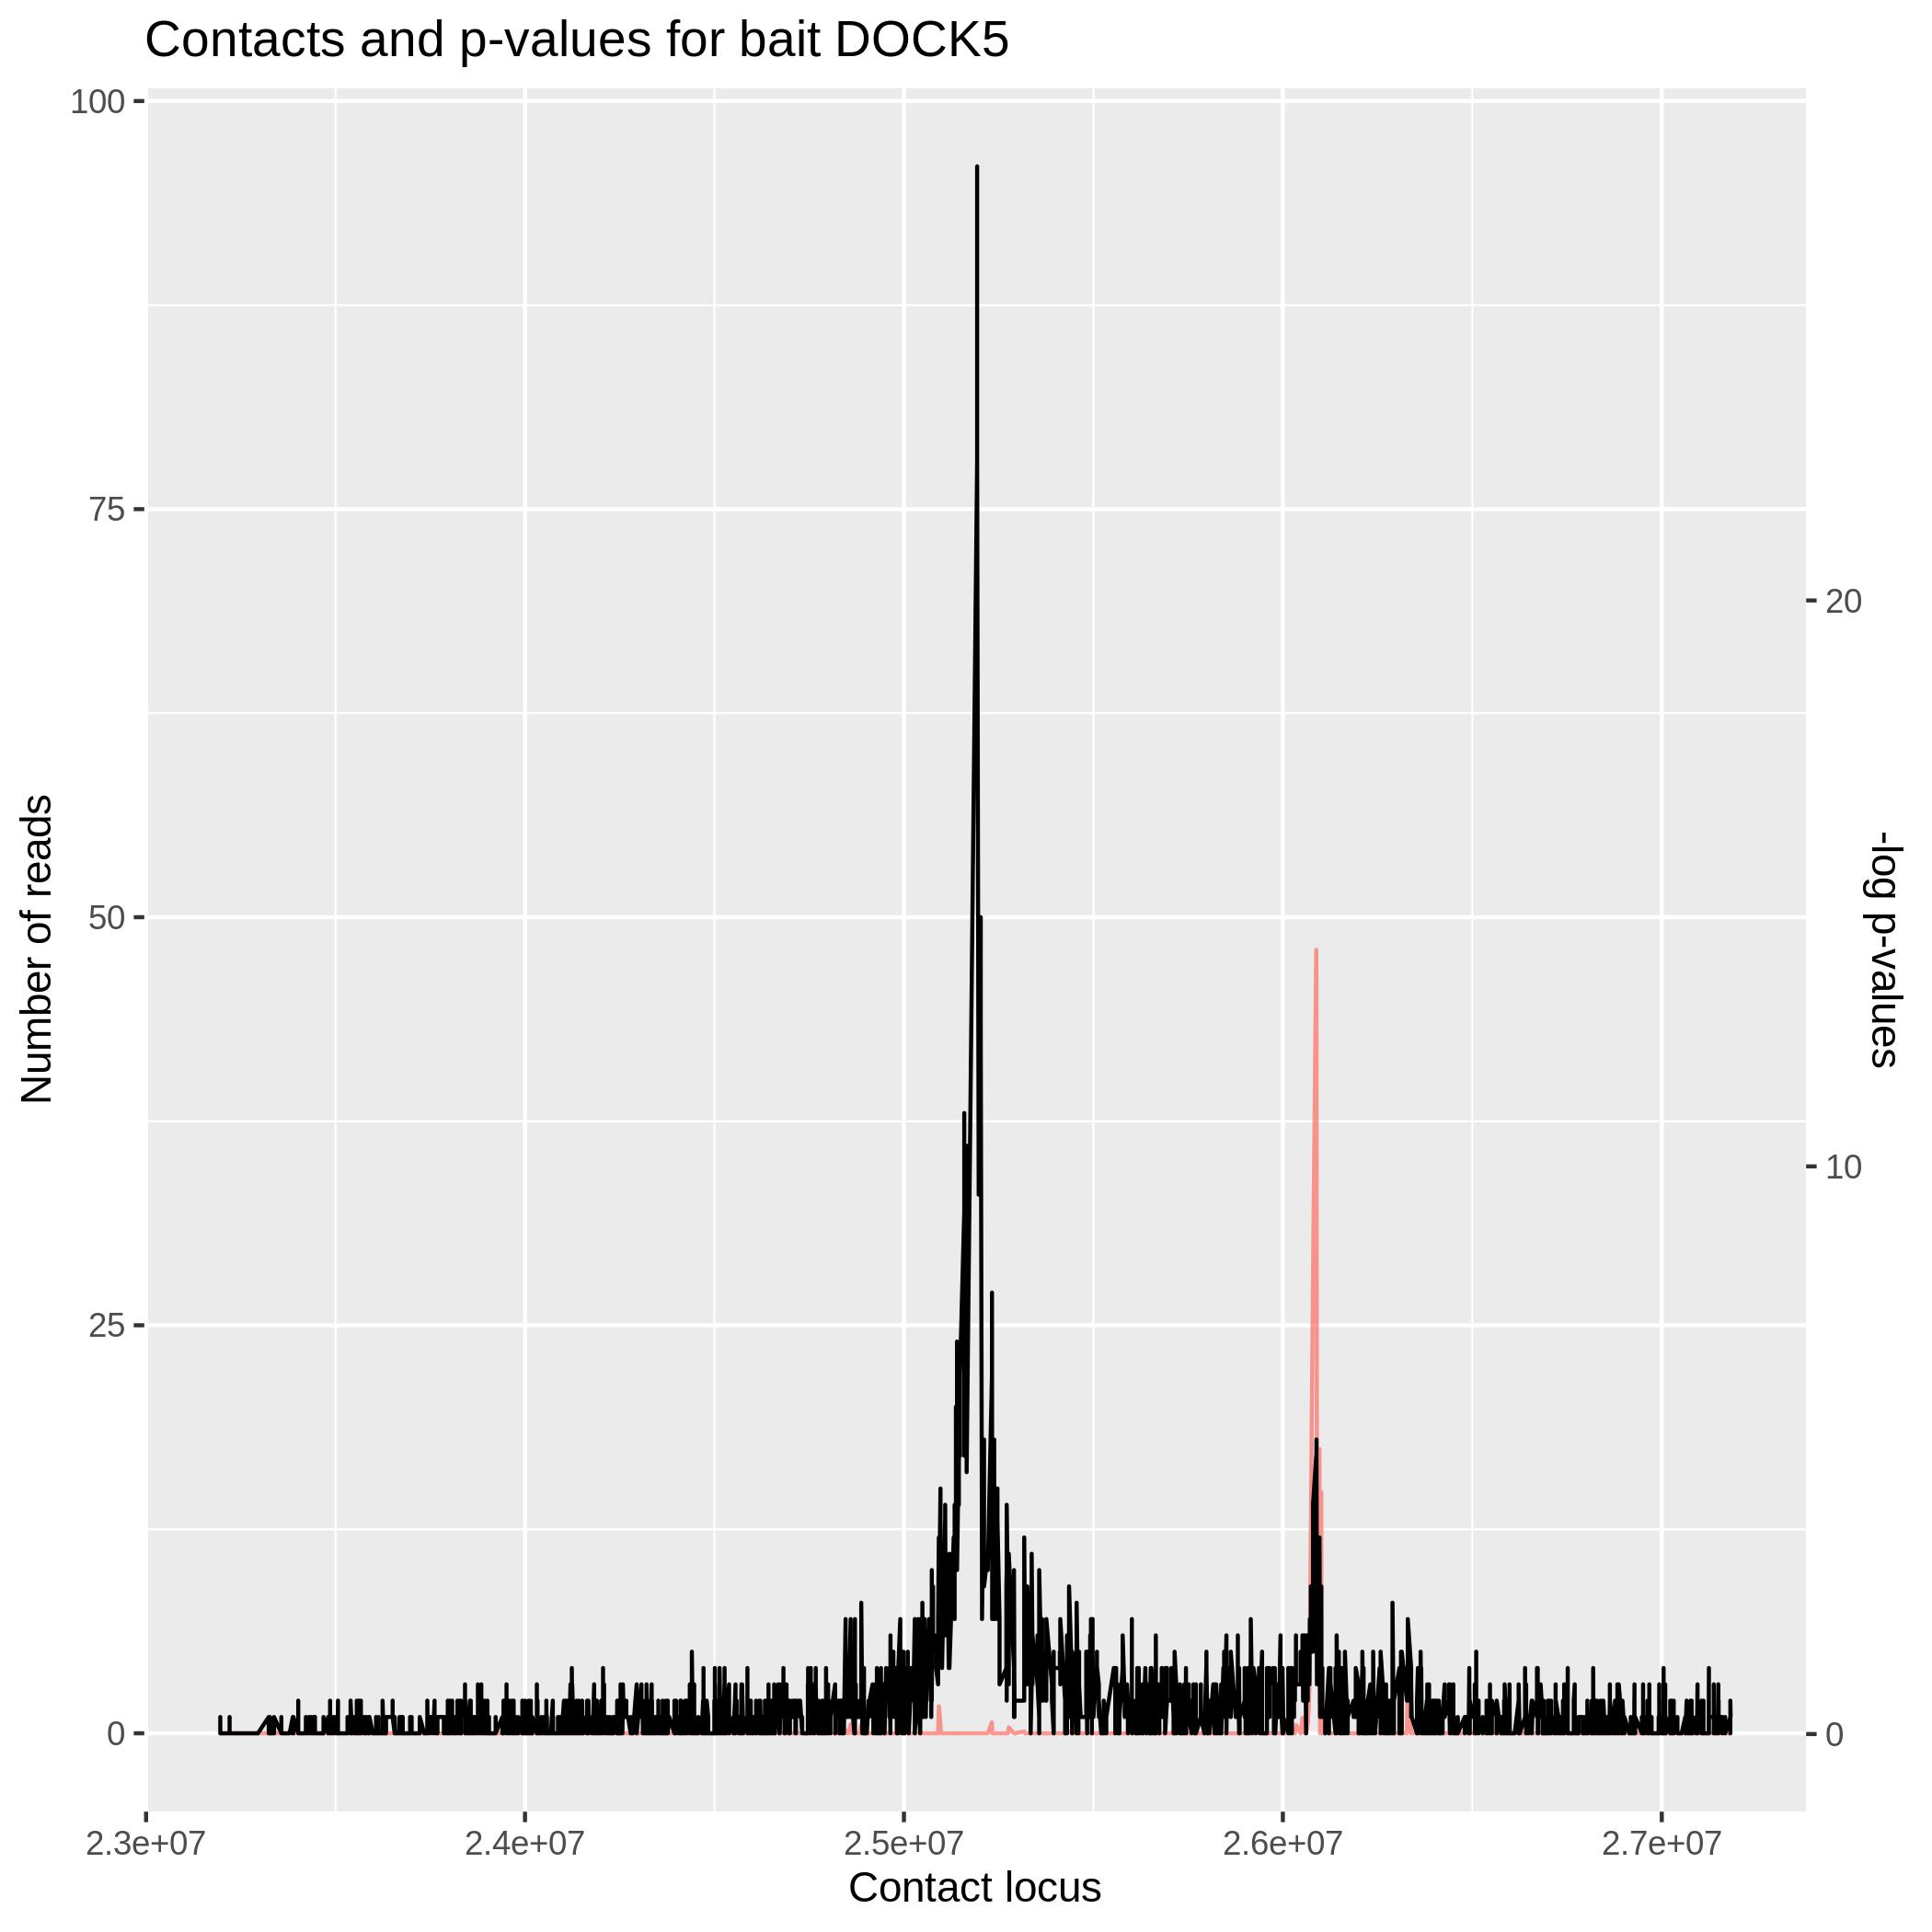 Contacts and p-values for bait DOCK5
100
75
50
25
0
Number of reads
20
10
0
-log p-values
2.3e+07
2.4e+07
2.5e+07
2.6e+07
2.7e+07
Contact locus